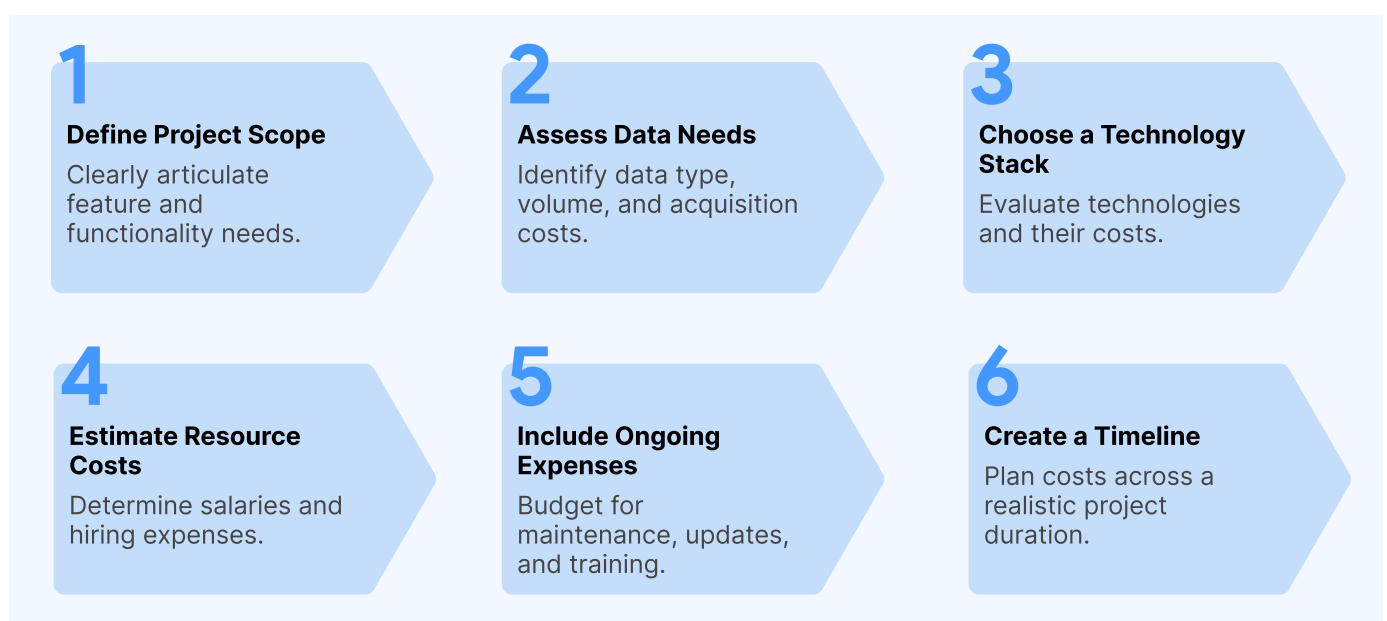 1
Define Project Scope
Clearly articulate
feature and
functionality needs.
2
Assess Data Needs
Identify data type,
volume, and acquisition
costs.
3
Choose a Technology
Stack
Evaluate technologies
and their costs.
4
Estimate Resource
Costs
Determine salaries and
hiring expenses.
5
Include Ongoing
Expenses
Budget for
maintenance, updates,
and training.
6
Create a Timeline
Plan costs across a
realistic project
duration.